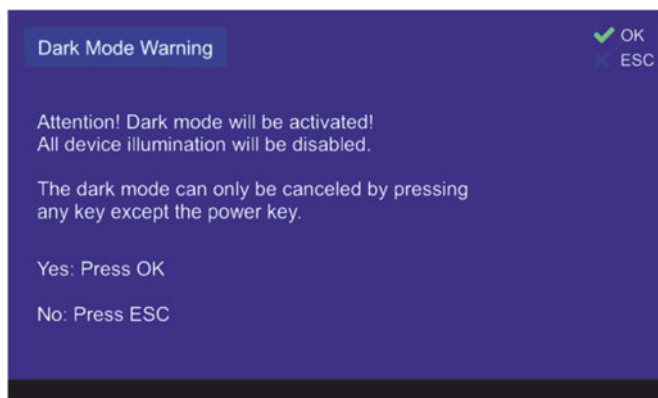 Dark Mode Warning
OK
ESC
Attention! Dark mode will be activated!
All device illumination will be disabled.
The dark mode can only be canceled by pressing
any key except the power key.
Yes: Press OK
No: Press ESC